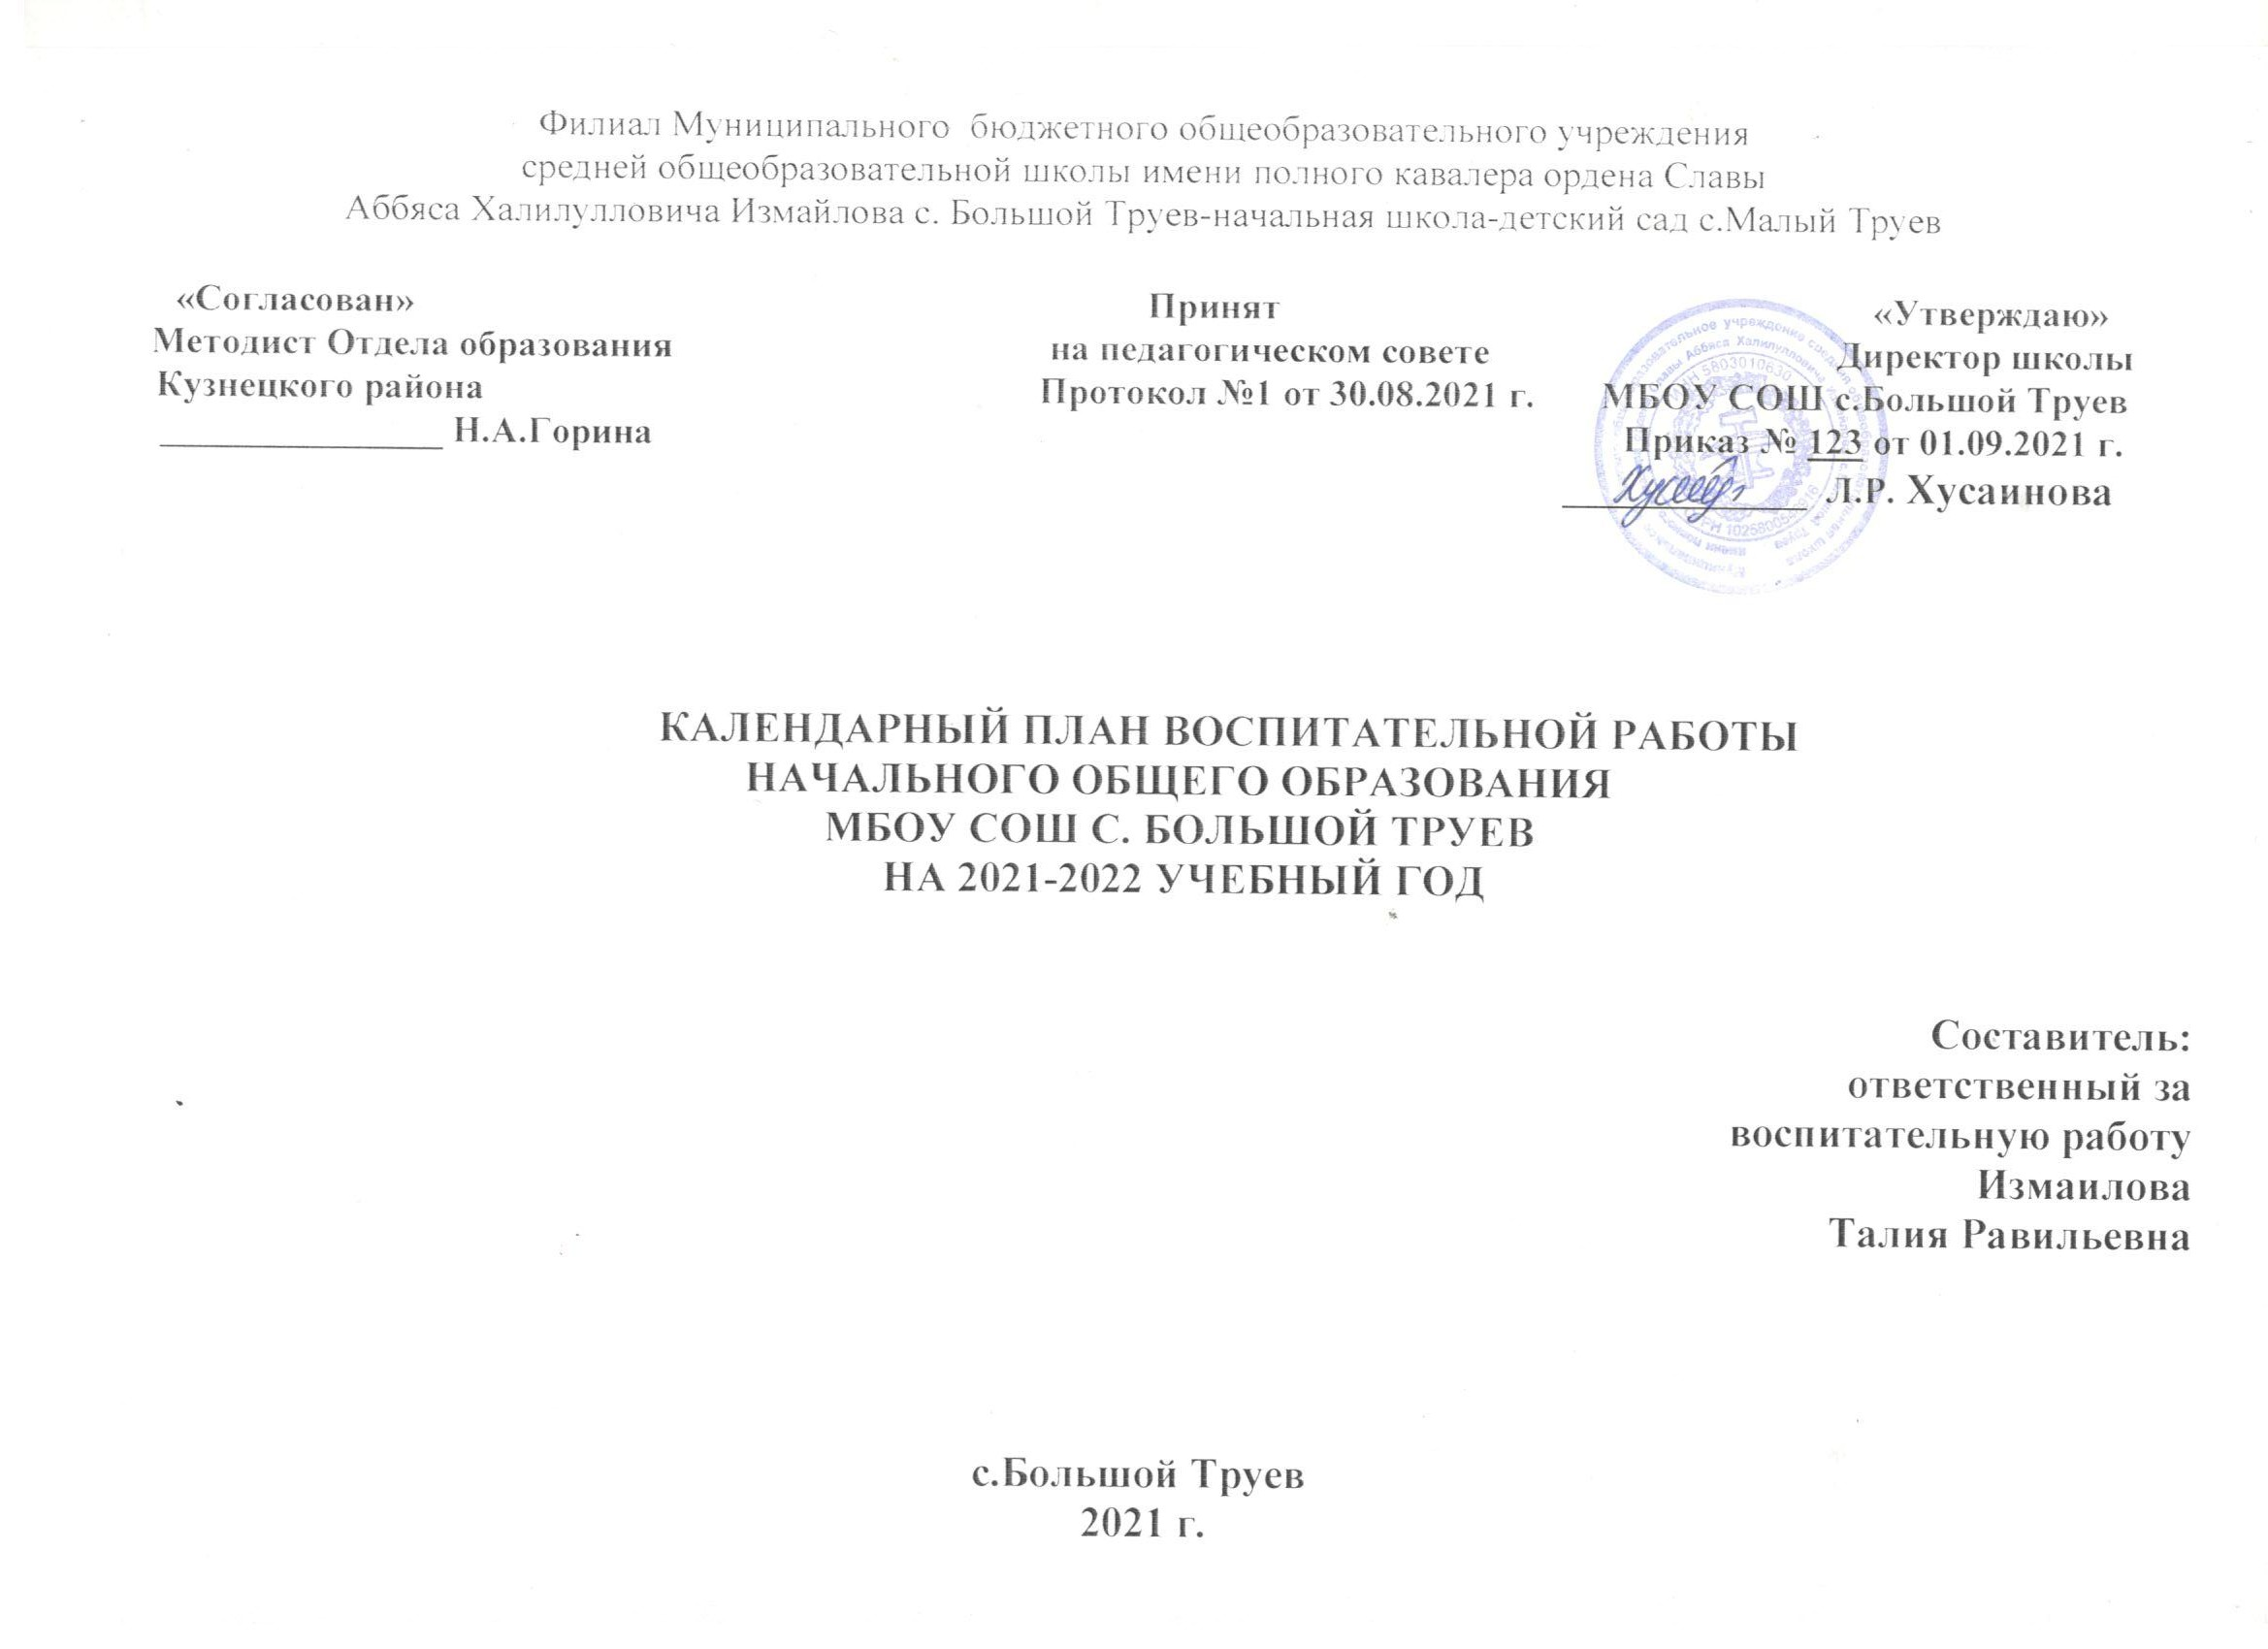 Филиал Муниципального бюджетного общеобразовательного учреждения
средней общеобразовательной школы имени полного кавалера ордена Славы
Аббяса Халилулловича Измайлова с. Большой Труев-начальная школа-детский сад с.Малый Труев
«Согласован»
Методист Отдела образования
Кузнецкого района
_______________ Н.А.Горина
Принят
на педагогическом совете
Протокол №1 от 30.08.2021 г.
«Утверждаю»
Директор школы
МБОУ СОШ с.Большой Труев
Приказ № 123 от 01.09.2021 г.
_____________ Л.Р. Хусаинова
КАЛЕНДАРНЫЙ ПЛАН ВОСПИТАТЕЛЬНОЙ РАБОТЫ
НАЧАЛЬНОГО ОБЩЕГО ОБРАЗОВАНИЯ
МБОУ СОШ С. БОЛЬШОЙ ТРУЕВ
НА 2021-2022 УЧЕБНЫЙ ГОД
Составитель:
ответственный за
воспитательную работу
Измаилова
Талия Равильевна
с.Большой Труев
2021 г.